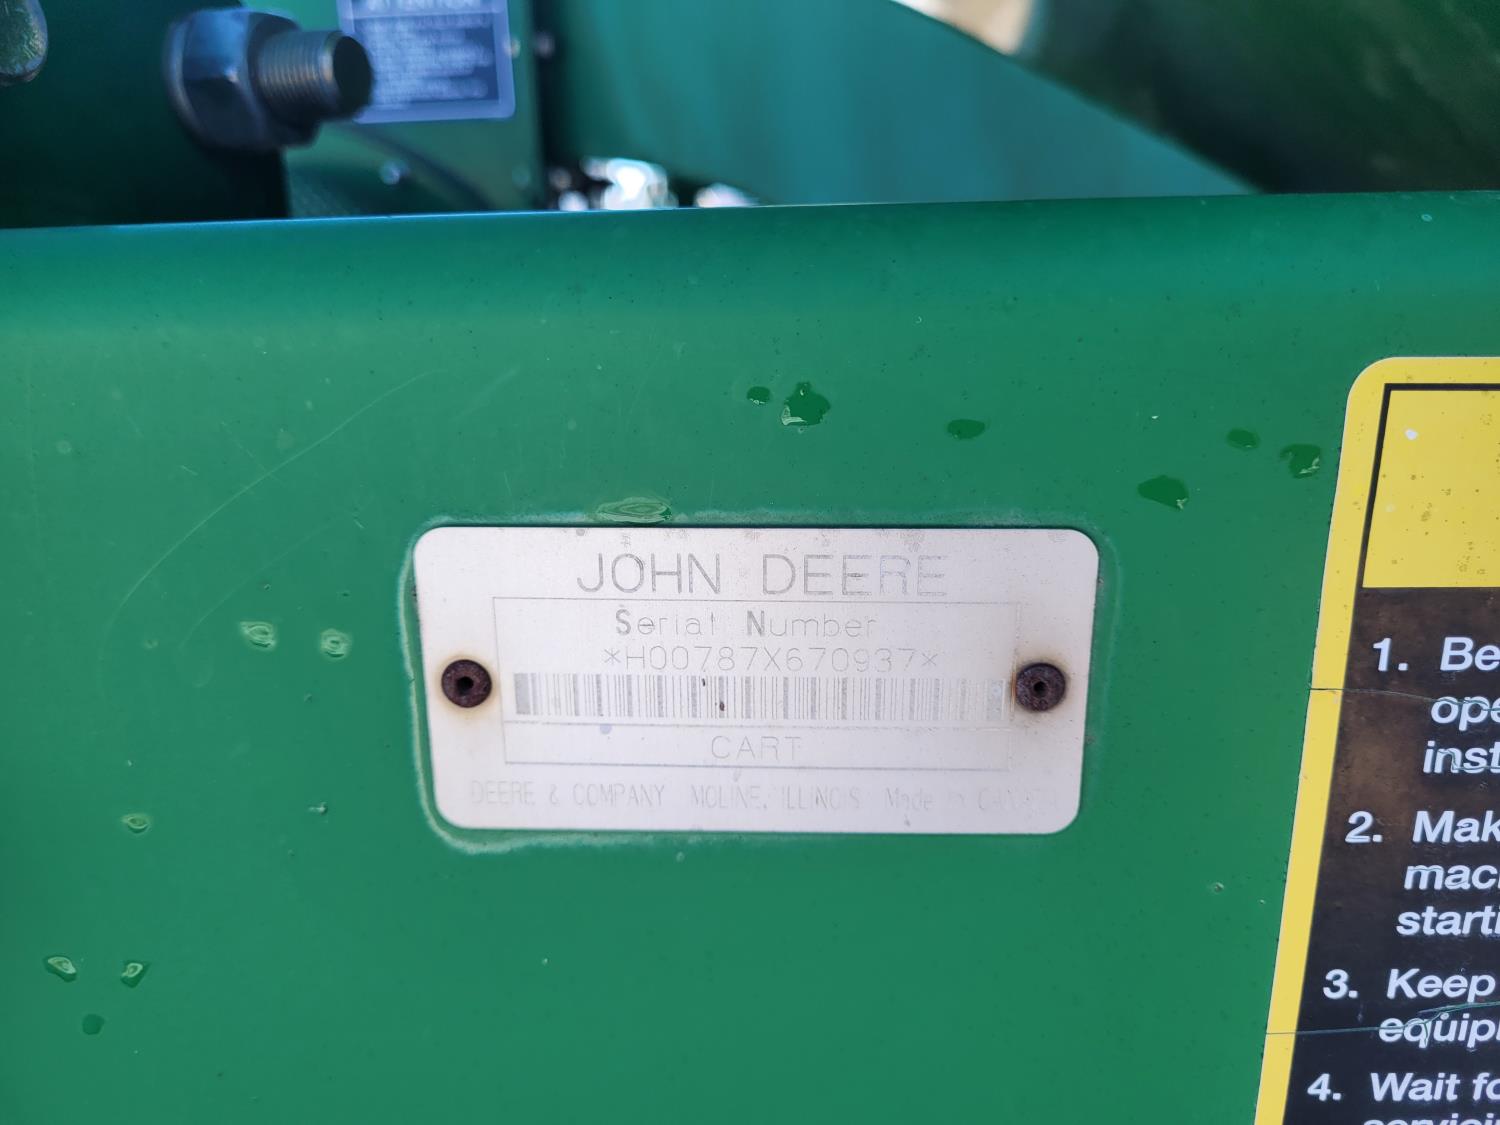 JOHN DEERE
Serial Number
*H00787X670937*
CART
DEERE & COMPANY MOLINE, ILLINOIS Made in CANADA
1. Be
ope
inst
2. Mak
mac
starti
3. Keep
equip
4. Wait fo